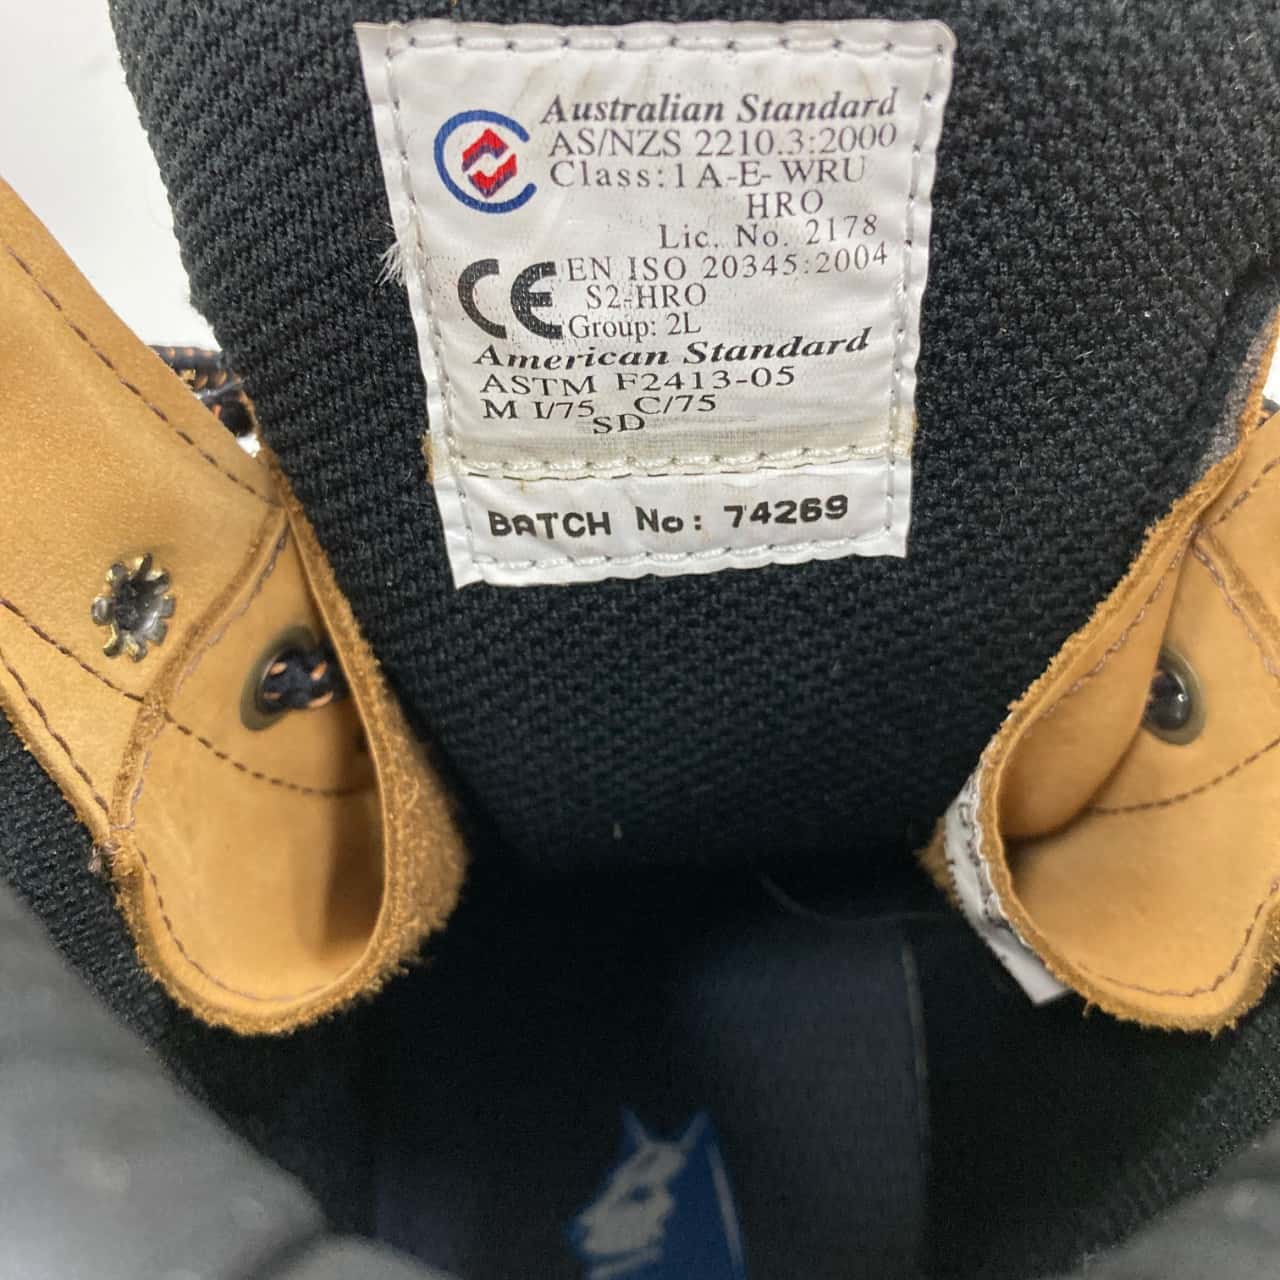 Australian Standard
AS/NZS 2210.3:2000
Class:1 A-E-WRU
HRO
Lic. No. 2178
CE EN ISO 20345:2004
S2-HRO
Group: 2L
American Standard
ASTM F2413-05
M I/75 C/75
SD
BATCH No: 74269